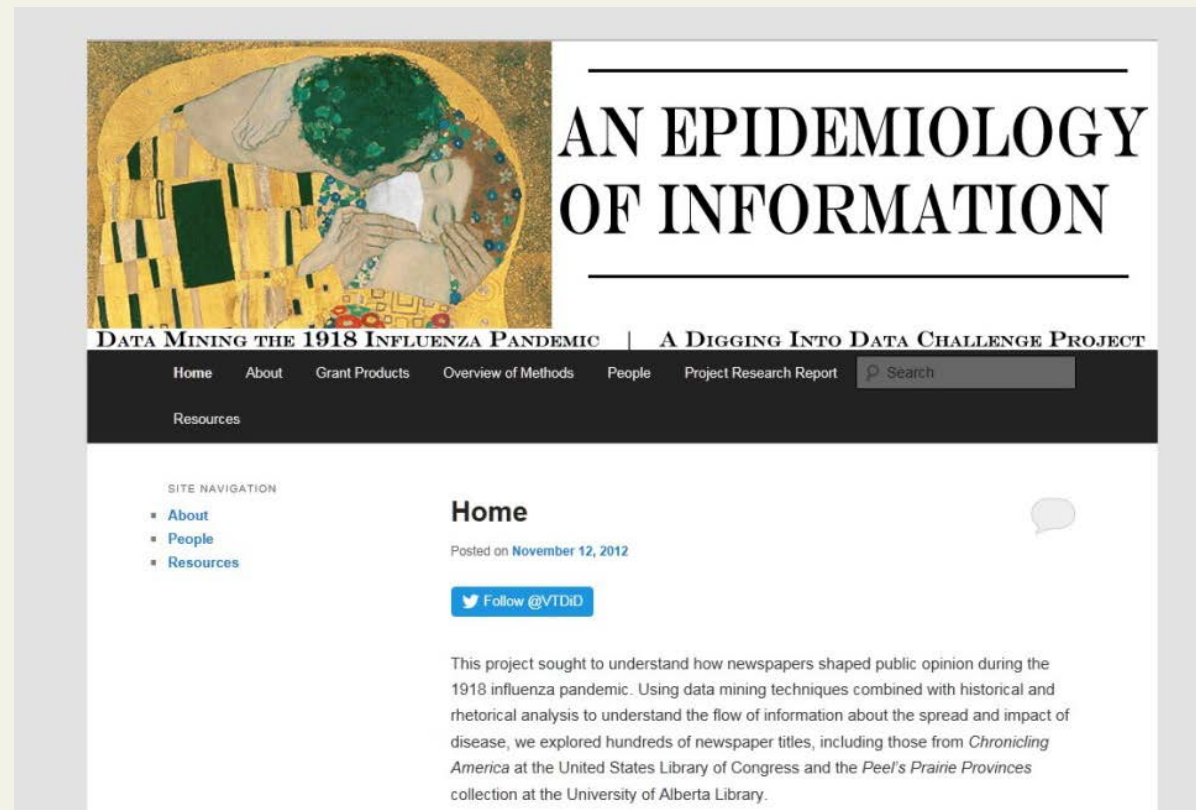 AN EPIDEMIOLOGY
OF INFORMATION
DATA MINING THE 1918 INFLUENZA PANDEMIC | A DIGGING INTO DATA CHALLENGE PROJECT
Home About Grant Products Overview of Methods People Project Research Report Search
Resources
SITE NAVIGATION
About
People
Resources
Home
Posted on November 12, 2012
Follow @VTDiD
This project sought to understand how newspapers shaped public opinion during the
1918 influenza pandemic. Using data mining techniques combined with historical and
rhetorical analysis to understand the flow of information about the spread and impact of
disease, we explored hundreds of newspaper titles, including those from Chronicling
America at the United States Library of Congress and the Peel's Prairie Provinces
collection at the University of Alberta Library.